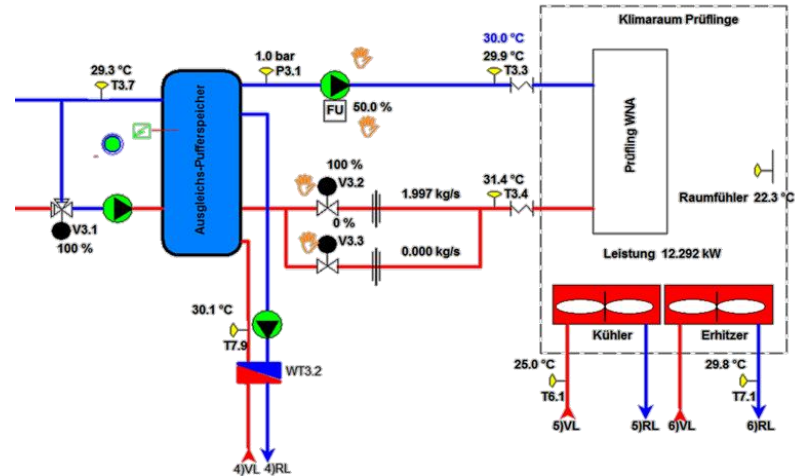 Klimaraum Prüflinge
30.0 °C
29.3 °C
1.0 bar
29.9 °C
T3.7
P3.1
T3.3
FU
50.0 %
Ausgleichs-Pufferspeicher
Prüfling WNA
100 %
V3.2
31.4 °C
1.997 kg/s
T3.4
Raumfühler 22.3 °C
0 %
V3.1
V3.3
100 %
0.000 kg/s
Leistung 12.292 kW
30.1 °C
T7.9
Kühler
Erhitzer
WT3.2
25.0 °C
29.8 °C
T6.1
T7.1
5)VL
5)RL
6)VL
6)RL
4)VL
4)RL